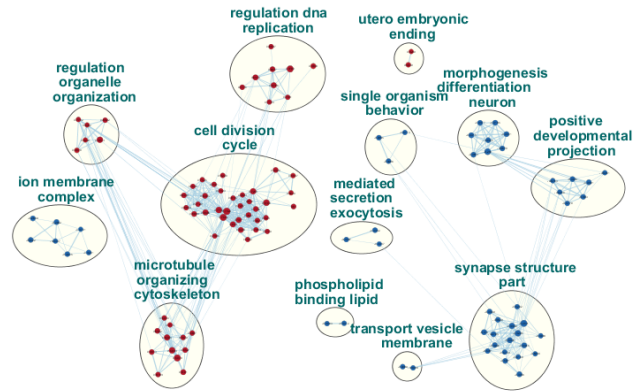 regulation dna
replication
utero embryonic
ending
regulation
organelle
organization
morphogenesis
differentiation
neuron
single organism
behavior
positive
developmental
projection
cell division
cycle
ion membrane
complex
mediated
secretion
exocytosis
microtubule
organizing
cytoskeleton
synapse structure
part
phospholipid
binding lipid
transport vesicle
membrane